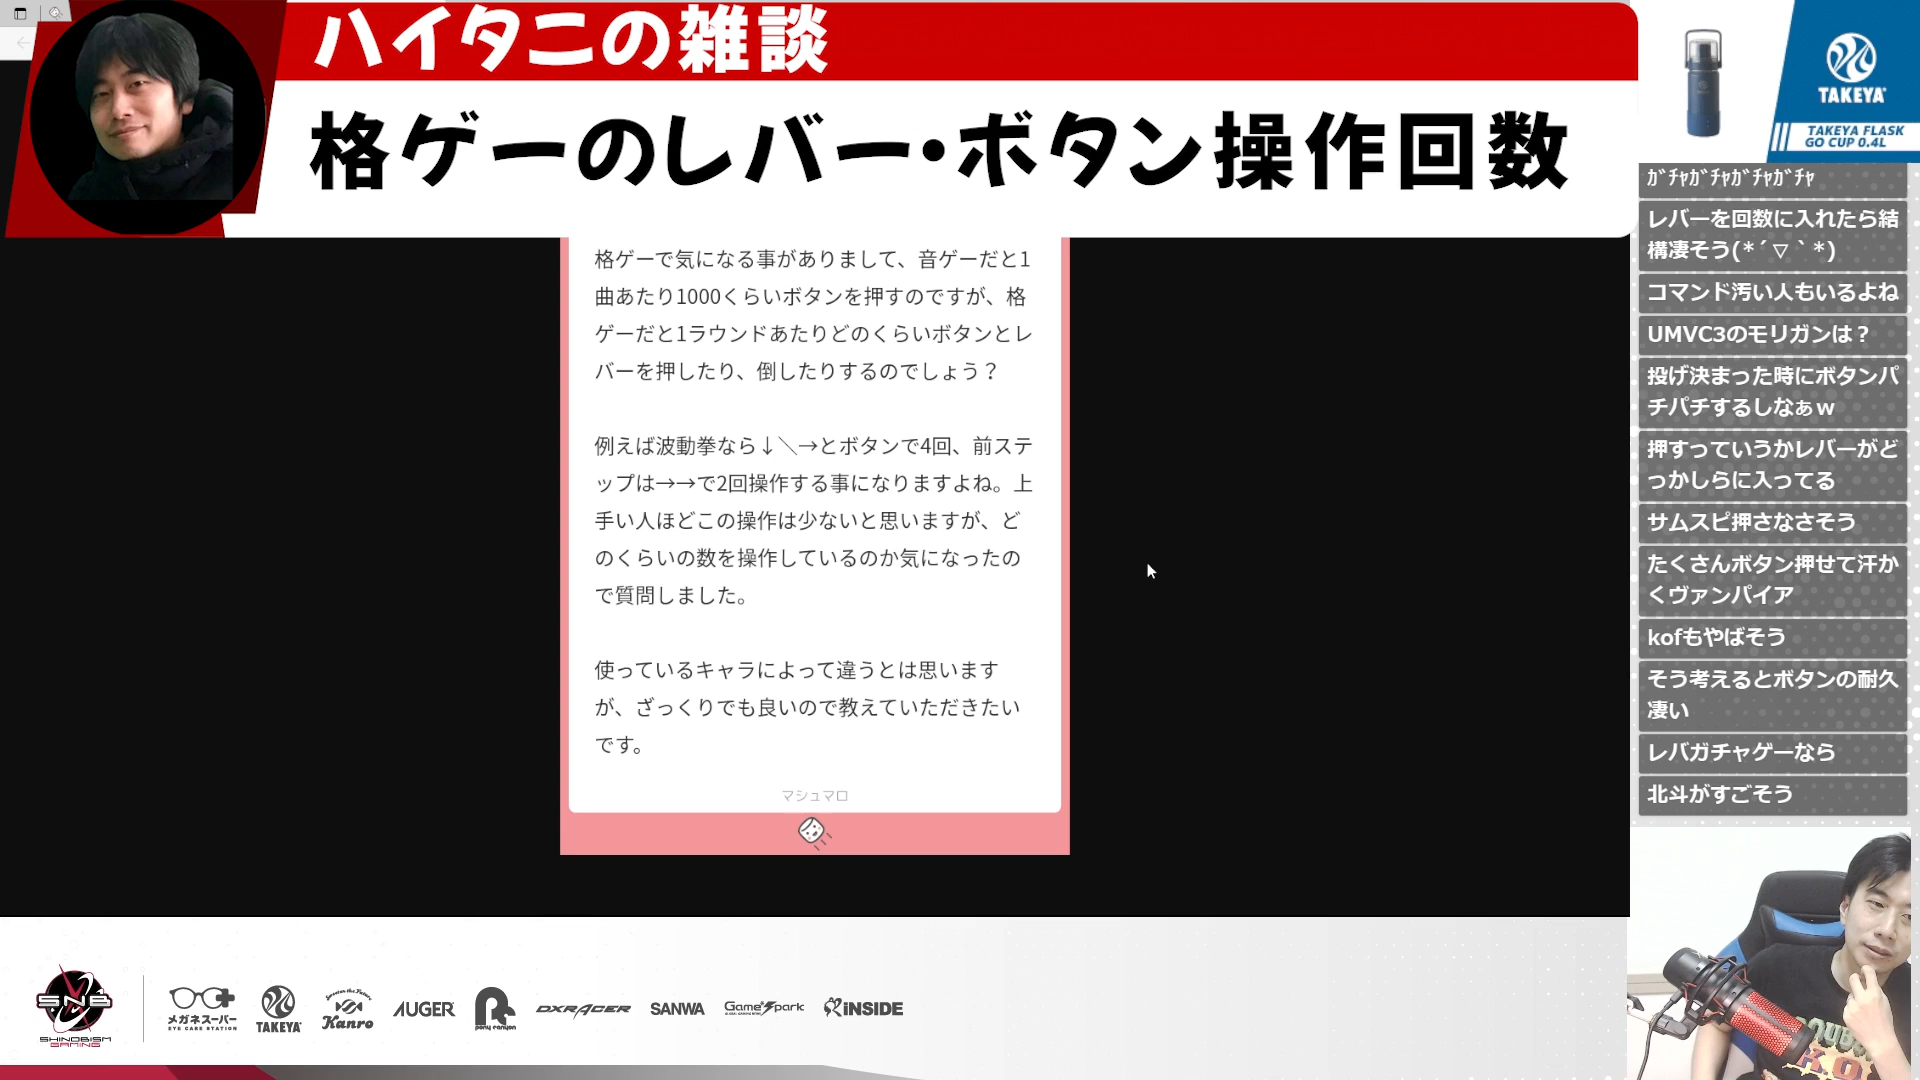 ハイタニの雑談
格ゲーのレバー・ボタン操作回数
TAKEYA
TAKEYA FLASK
GO CUP 0.4L
格ゲーで気になる事がありまして、音ゲーだと1
曲あたり1000くらいボタンを押すのですが、格
ゲーだと1ラウンドあたりどのくらいボタンとレ
バーを押したり、倒したりするのでしょう？
例えば波動拳なら↓＼→とボタンで4回、前ステ
ップは→→で2回操作する事になりますよね。上
手い人ほどこの操作は少ないと思いますが、ど
のくらいの数を操作しているのか気になったの
で質問しました。
使っているキャラによって違うとは思います
が、ざっくりでも良いので教えていただきたい
です。
マシュマロ
ｶﾞﾁｬｶﾞﾁｬｶﾞﾁｬｶﾞﾁｬ
レバーを回数に入れたら結
構凄そう(*´▽｀*)
コマンド汚い人もいるよね
UMVC3のモリガンは？
投げ決まった時にボタンパ
チパチするしなぁｗ
押すっていうかレバーがど
っかしらに入ってる
サムスピ押さなさそう
たくさんボタン押せて汗か
くヴァンパイア
kofもやばそう
そう考えるとボタンの耐久
凄い
レバガチャゲーなら
北斗がすごそう
SNB
SHINOBISM
GAMING
メガネスーパー
EYE CARE STATION
TAKEYA
Kanro
AUGER
pony canyon
DXRACER
SANWA
Game*Spark
iNSIDE